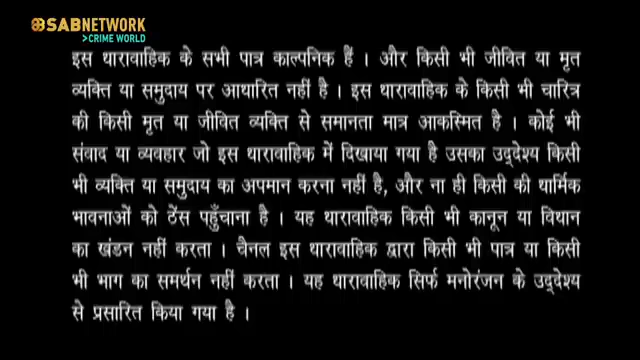 SABNETWORK
>CRIME WORLD
इस धारावाहिक के सभी पात्र काल्पनिक हैं । और किसी भी जीवित या मृत
व्यक्ति या समुदाय पर आधारित नहीं है । इस धारावाहिक के किसी भी चारित्र
की किसी मृत या जीवित व्यक्ति से समानता मात्र आकस्मित है । कोई भी
संवाद या व्यवहार जो इस धारावाहिक में दिखाया गया है उसका उद्देश्य किसी
भी व्यक्ति या समुदाय का अपमान करना नहीं है, और ना ही किसी की धार्मिक
भावनाओं को ठेंस पहुँचाना है । यह धारावाहिक किसी भी कानून या विधान
का खंडन नहीं करता । चैनल इस धारावाहिक द्वारा किसी भी पात्र या किसी
भी भाग का समर्थन नहीं करता । यह धारावाहिक सिर्फ मनोरंजन के उद्देश्य
से प्रसारित किया गया है ।